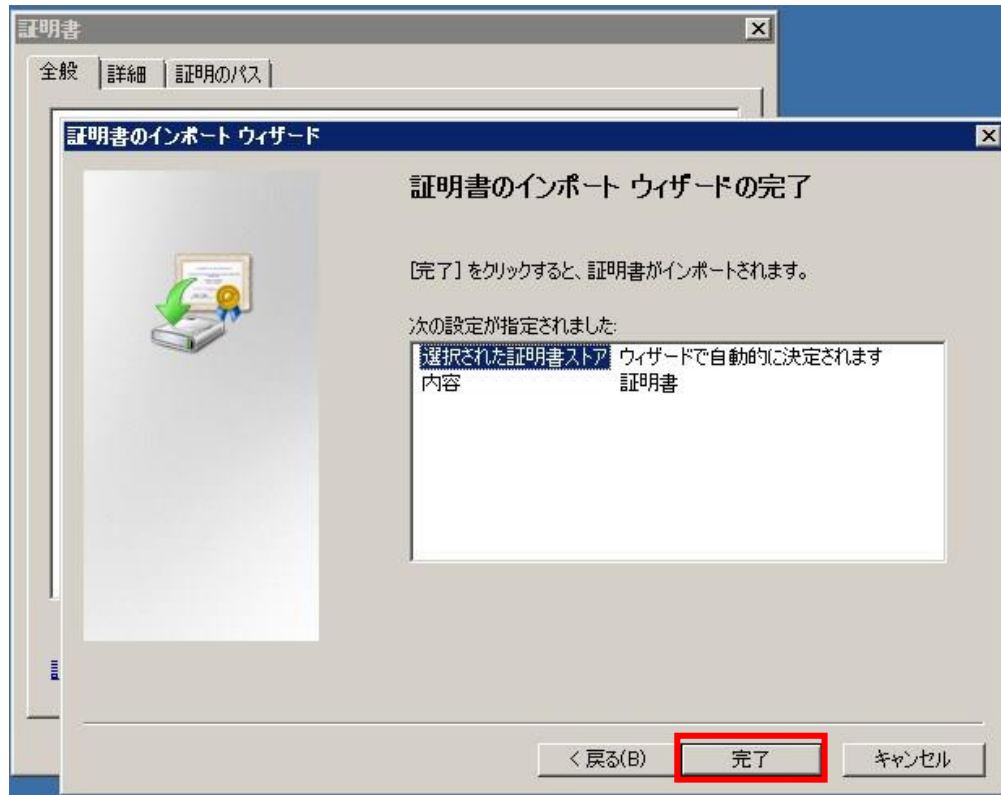 証明書
全般 詳細 証明のパス
証明書のインポート ウィザード
証明書のインポート ウィザードの完了
[完了] をクリックすると、証明書がインポートされます。
次の設定が指定されました:
選択された証明書ストア ウィザードで自動的に決定されます
内容 証明書
< 戻る(B) 完了 キャンセル